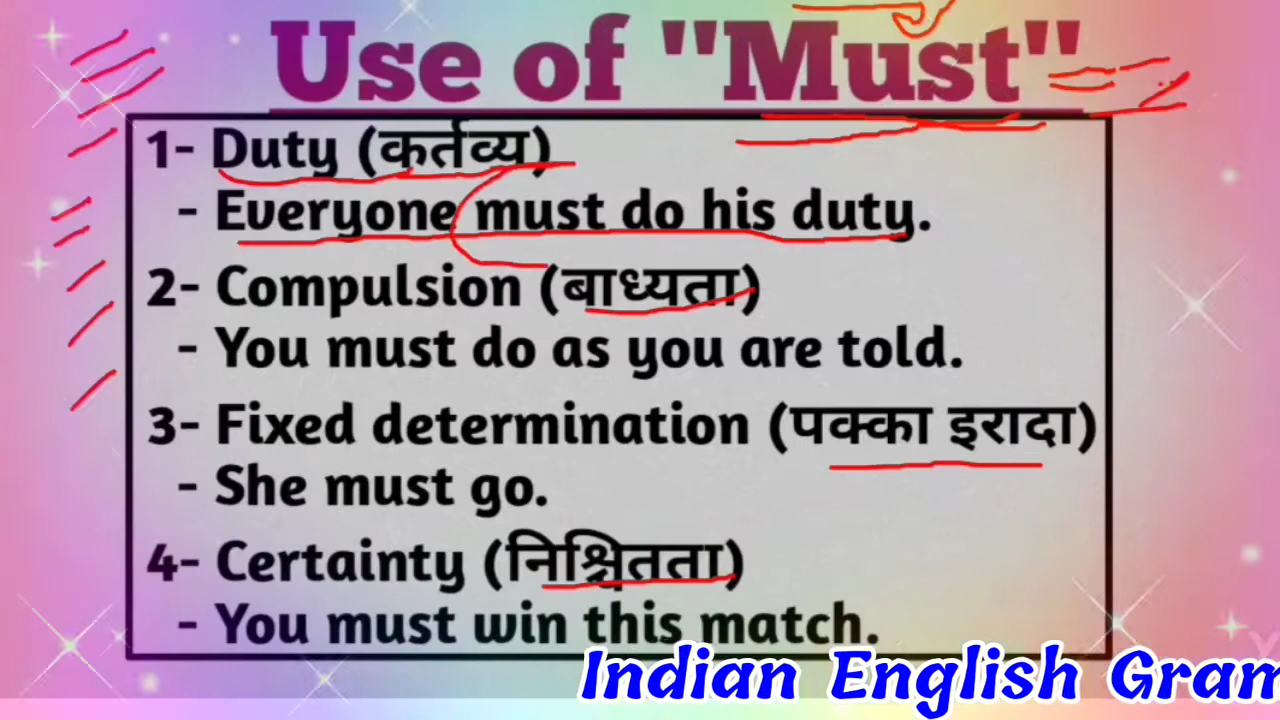 Use of "Must"
1- Duty (कर्तव्य)
- Everyone must do his duty.
2- Compulsion (बाध्यता)
- You must do as you are told.
3- Fixed determination (पक्का इरादा)
- She must go.
4- Certainty (निश्चितता)
- You must win this match.
Indian English Gram